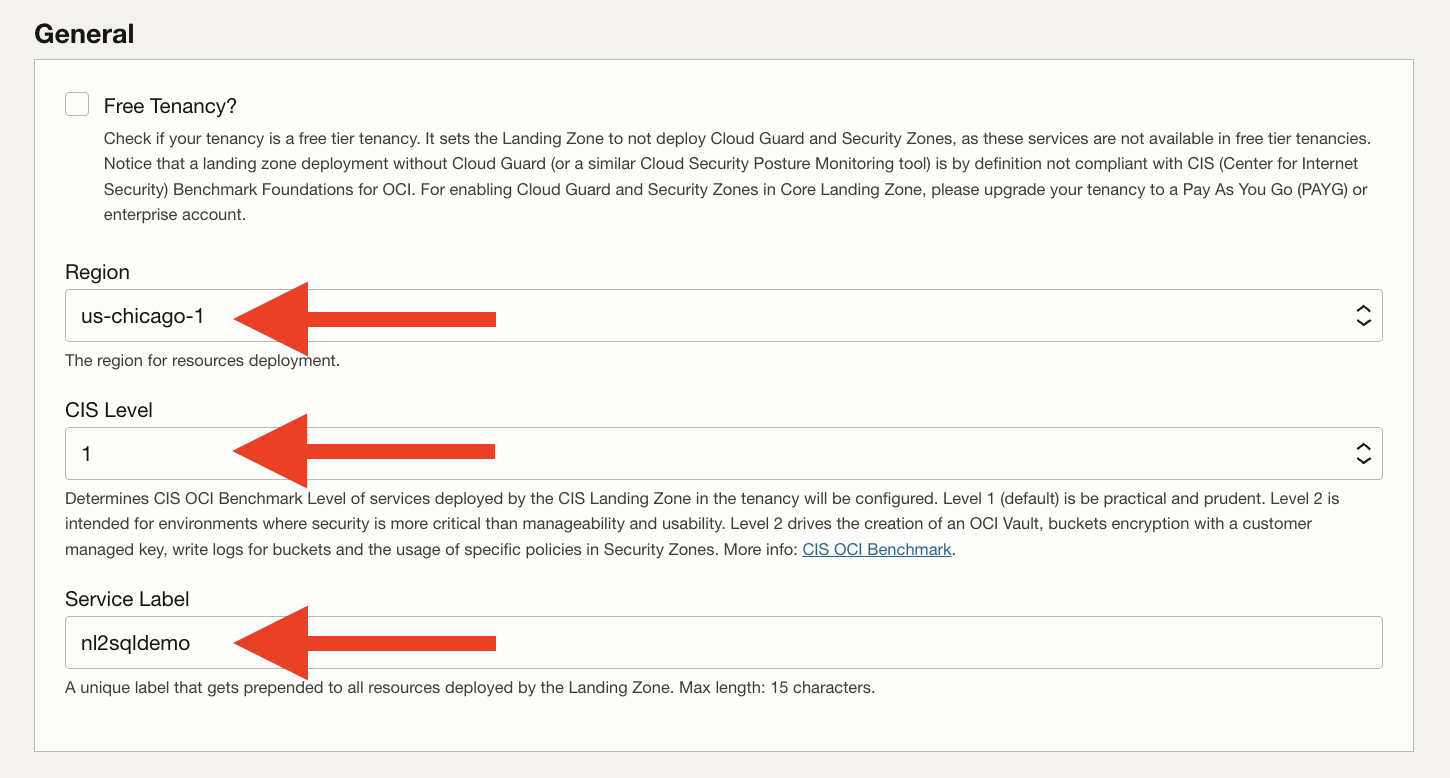 General
Free Tenancy?
Check if your tenancy is a free tier tenancy. It sets the Landing Zone to not deploy Cloud Guard and Security Zones, as these services are not available in free tier tenancies.
Notice that a landing zone deployment without Cloud Guard (or a similar Cloud Security Posture Monitoring tool) is by definition not compliant with CIS (Center for Internet
Security) Benchmark Foundations for OCI. For enabling Cloud Guard and Security Zones in Core Landing Zone, please upgrade your tenancy to a Pay As You Go (PAYG) or
enterprise account.
Region
us-chicago-1
The region for resources deployment.
CIS Level
1
Determines CIS OCI Benchmark Level of services deployed by the CIS Landing Zone in the tenancy will be configured. Level 1 (default) is be practical and prudent. Level 2 is
intended for environments where security is more critical than manageability and usability. Level 2 drives the creation of an OCI Vault, buckets encryption with a customer
managed key, write logs for buckets and the usage of specific policies in Security Zones. More info: CIS OCI Benchmark.
Service Label
nl2sqldemo
A unique label that gets prepended to all resources deployed by the Landing Zone. Max length: 15 characters.